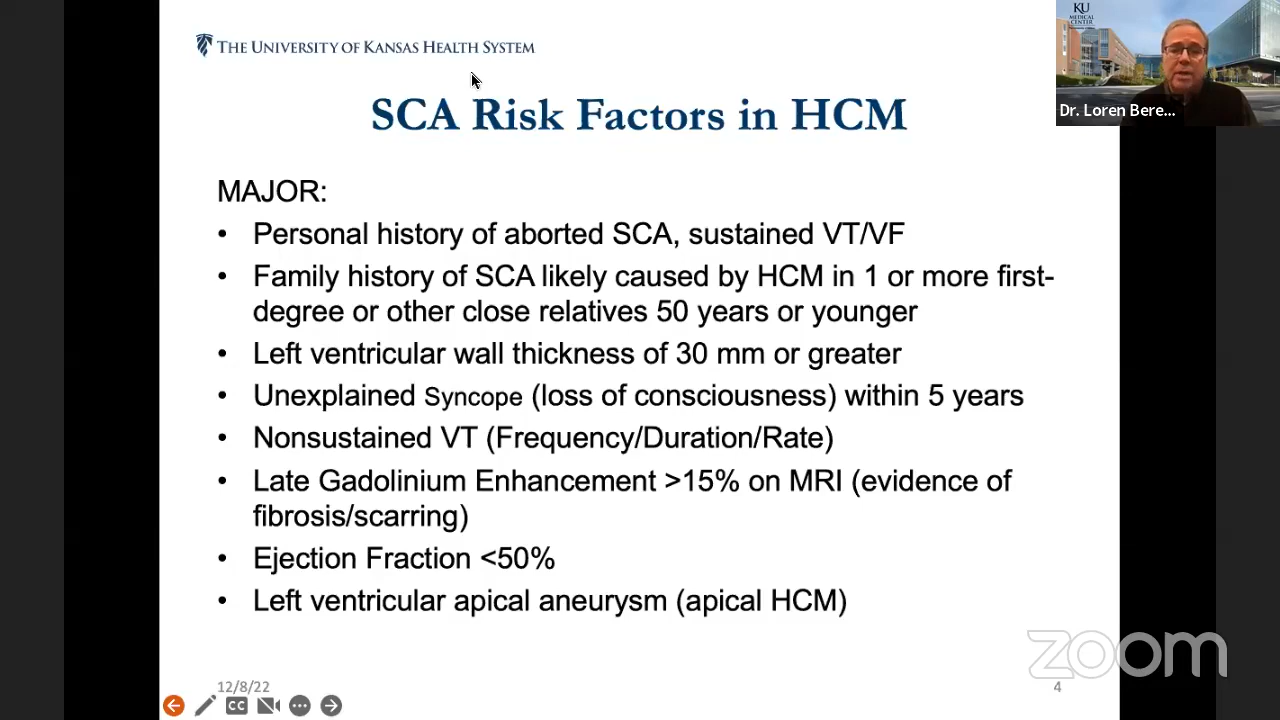 THE UNIVERSITY OF KANSAS HEALTH SYSTEM
KU
MEDICAL
CENTER
Dr. Loren Bere...
SCA Risk Factors in HCM
MAJOR:
• Personal history of aborted SCA, sustained VT/VF
• Family history of SCA likely caused by HCM in 1 or more first-
degree or other close relatives 50 years or younger
• Left ventricular wall thickness of 30 mm or greater
• Unexplained Syncope (loss of consciousness) within 5 years
• Nonsustained VT (Frequency/Duration/Rate)
• Late Gadolinium Enhancement >15% on MRI (evidence of
fibrosis/scarring)
• Ejection Fraction <50%
• Left ventricular apical aneurysm (apical HCM)
zoom
12/8/22
4
CC